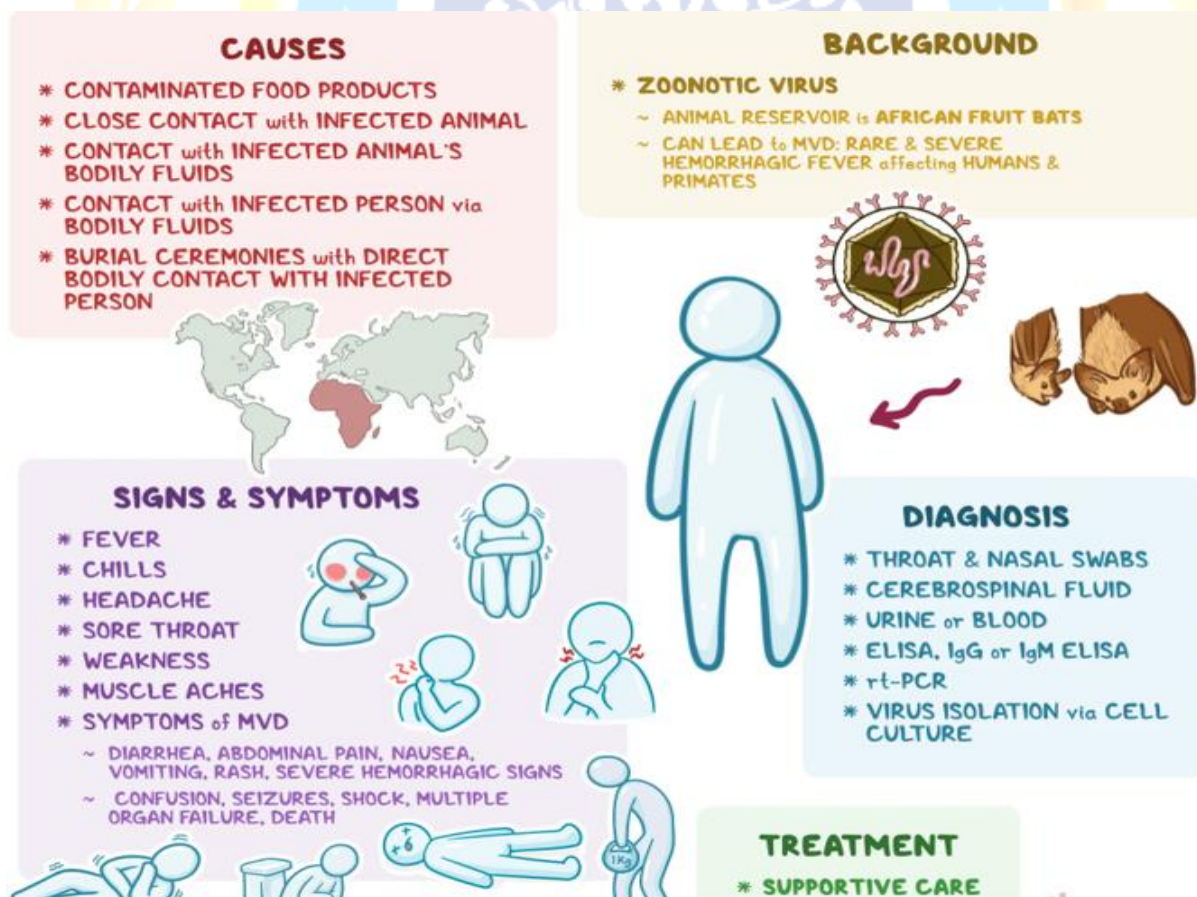 CAUSES
* CONTAMINATED FOOD PRODUCTS
* CLOSE CONTACT with INFECTED ANIMAL
* CONTACT with INFECTED ANIMAL'S
BODILY FLUIDS
* CONTACT with INFECTED PERSON via
BODILY FLUIDS
* BURIAL CEREMONIES with DIRECT
BODILY CONTACT WITH INFECTED
PERSON
BACKGROUND
* ZOONOTIC VIRUS
~ ANIMAL RESERVOIR is AFRICAN FRUIT BATS
~ CAN LEAD to MVD: RARE & SEVERE
HEMORRHAGIC FEVER affecting HUMANS &
PRIMATES
SIGNS & SYMPTOMS
* FEVER
* CHILLS
* HEADACHE
* SORE THROAT
* WEAKNESS
* MUSCLE ACHES
* SYMPTOMS of MVD
~ DIARRHEA, ABDOMINAL PAIN, NAUSEA,
VOMITING, RASH, SEVERE HEMORRHAGIC SIGNS
~ CONFUSION, SEIZURES, SHOCK, MULTIPLE
ORGAN FAILURE, DEATH
1Kg
DIAGNOSIS
* THROAT & NASAL SWABS
* CEREBROSPINAL FLUID
* URINE or BLOOD
* ELISA, IgG or IgM ELISA
* rt-PCR
* VIRUS ISOLATION via CELL
CULTURE
TREATMENT
* SUPPORTIVE CARE